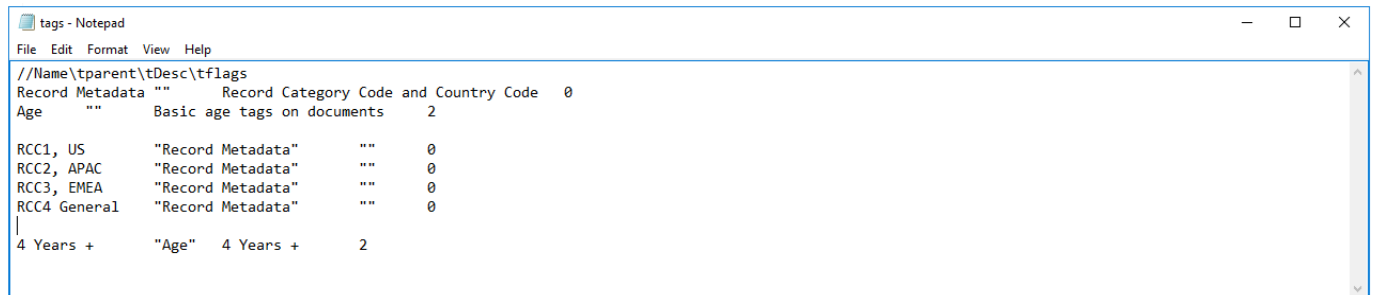 tags - Notepad
File Edit Format View Help
//Name\tparent\tDesc\tflags
Record Metadata "" Record Category Code and Country Code 0
Age "" Basic age tags on documents 2
RCC1, US "Record Metadata" "" 0
RCC2, APAC "Record Metadata" "" 0
RCC3, EMEA "Record Metadata" "" 0
RCC4 General "Record Metadata" "" 0
4 Years + "Age" 4 Years + 2